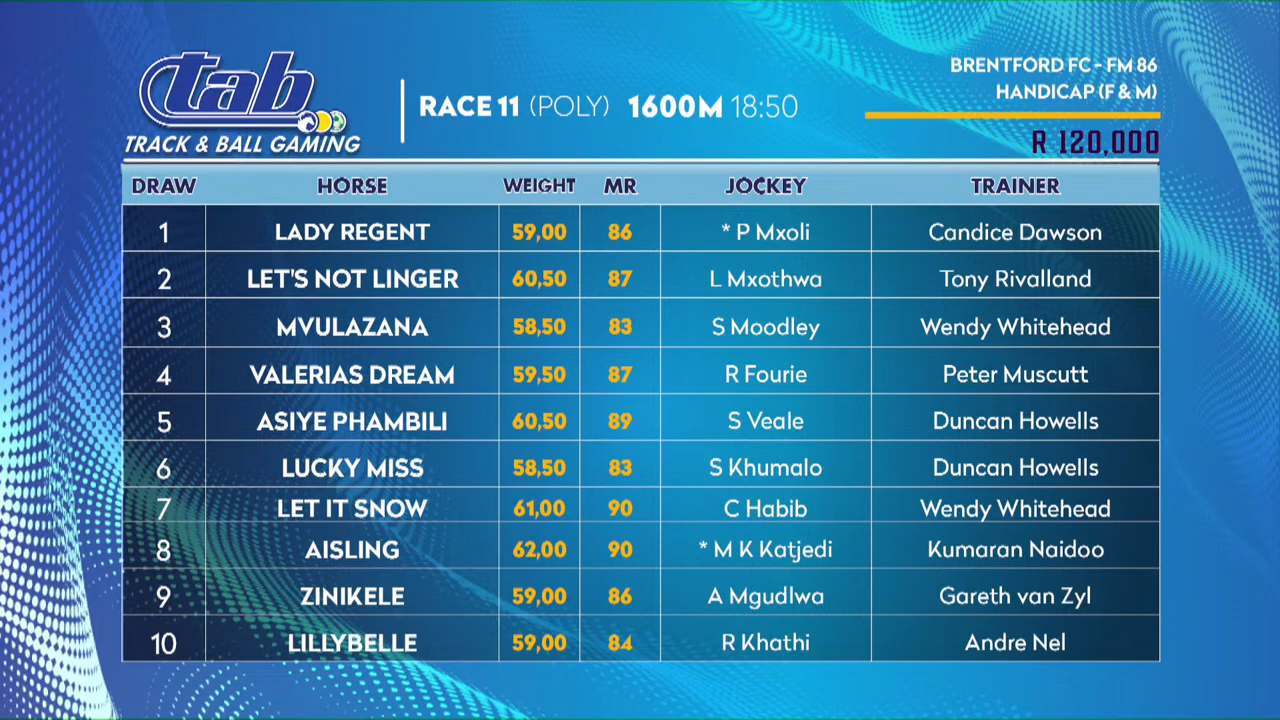 tab
TRACK & BALL GAMING
RACE 11 (POLY) 1600M 18:50
BRENTFORD FC - FM 86
HANDICAP (F & M)
R 120,000
DRAW HORSE WEIGHT MR JOCKEY TRAINER
1 LADY REGENT 59,00 86 * P Mxoli Candice Dawson
2 LET'S NOT LINGER 60,50 87 L Mxothwa Tony Rivalland
3 MVULAZANA 58,50 83 S Moodley Wendy Whitehead
4 VALERIAS DREAM 59,50 87 R Fourie Peter Muscutt
5 ASIYE PHAMBILI 60,50 89 S Veale Duncan Howells
6 LUCKY MISS 58,50 83 S Khumalo Duncan Howells
7 LET IT SNOW 61,00 90 C Habib Wendy Whitehead
8 AISLING 62,00 90 * M K Katjedi Kumaran Naidoo
9 ZINIKELE 59,00 86 A Mgudlwa Gareth van Zyl
10 LILLYBELLE 59,00 84 R Khathi Andre Nel